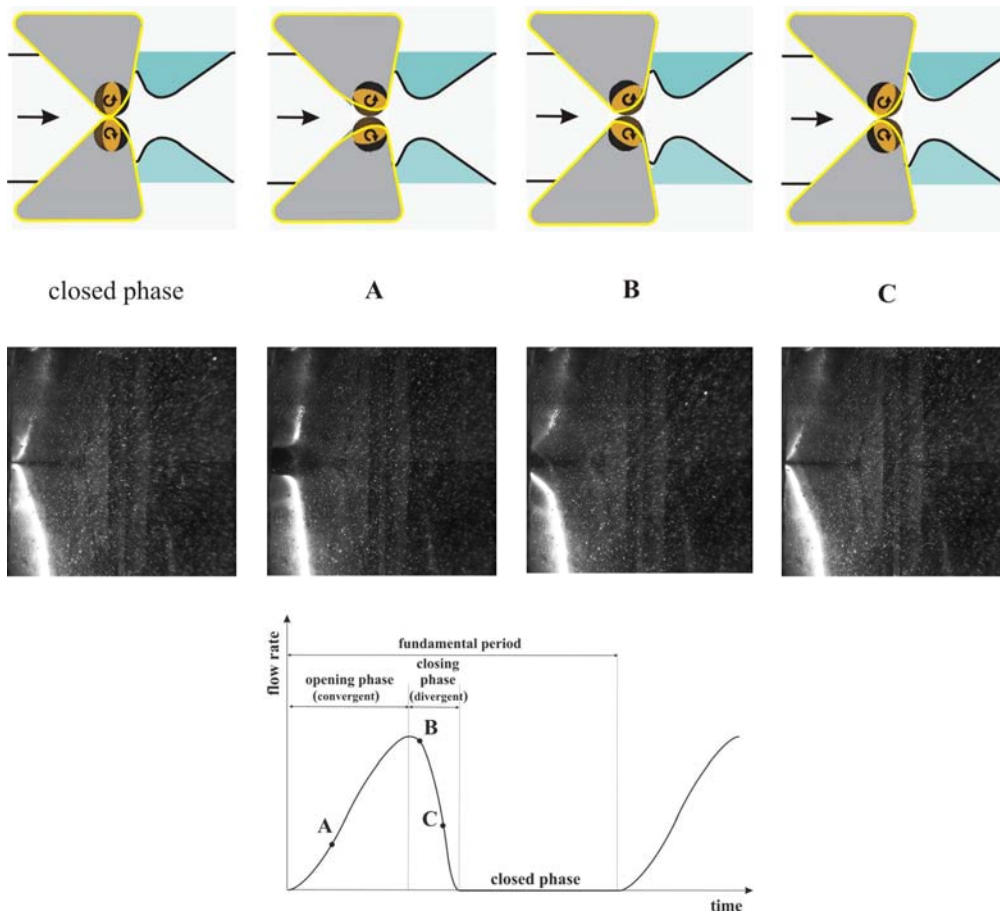 closed phase
A
B
C
fundamental period
closing
phase
(divergent)
opening phase
(convergent)
flow rate
B
A
C
closed phase
time